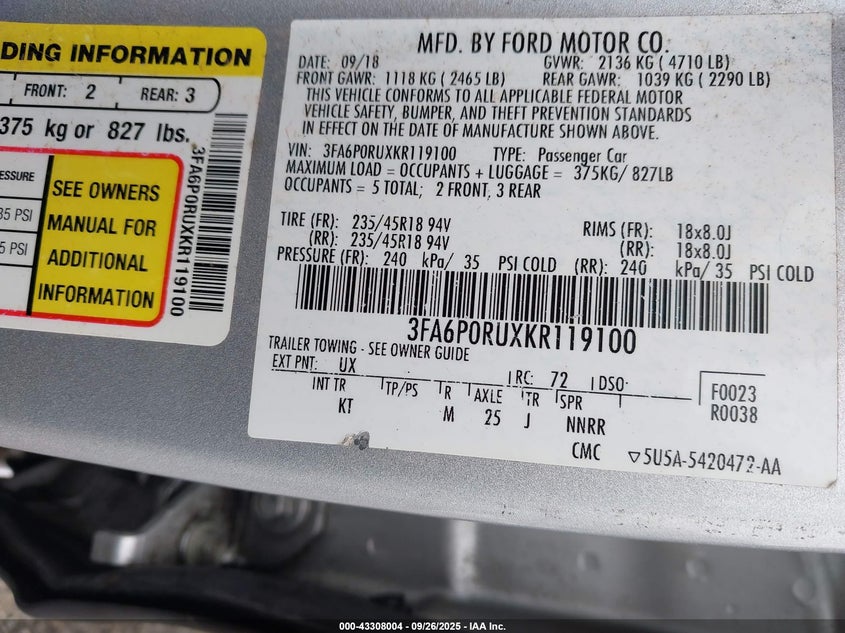 DING INFORMATION
FRONT: 2 REAR: 3
375 kg or 827 lbs.
ESSURE
35 PSI
5 PSI
SEE OWNERS
MANUAL FOR
ADDITIONAL
INFORMATION
3FA6P0RUXKR119100
MFD. BY FORD MOTOR CO.
DATE: 09/18 GVWR: 2136 KG ( 4710 LB)
FRONT GAWR: 1118 KG ( 2465 LB) REAR GAWR: 1039 KG ( 2290 LB)
THIS VEHICLE CONFORMS TO ALL APPLICABLE FEDERAL MOTOR
VEHICLE SAFETY, BUMPER, AND THEFT PREVENTION STANDARDS
IN EFFECT ON THE DATE OF MANUFACTURE SHOWN ABOVE.
VIN: 3FA6P0RUXKR119100 TYPE: Passenger Car
MAXIMUM LOAD = OCCUPANTS + LUGGAGE = 375KG/ 827LB
OCCUPANTS = 5 TOTAL; 2 FRONT, 3 REAR
TIRE (FR): 235/45R18 94V RIMS (FR): 18x8.0J
(RR): 235/45R18 94V (RR): 18x8.0J
PRESSURE (FR): 240 kPa/ 35 PSI COLD (RR): 240 kPa/ 35 PSI COLD
3FA6P0RUXKR119100
TRAILER TOWING - SEE OWNER GUIDE
EXT PNT: UX RC: 72 DSO:
INT TR TP/PS R AXLE TR SPR
KT M 25 J NNRR
CMC
F0023
R0038
▽5U5A-5420472-AA
000-43308004 - 09/26/2025 - IAA Inc.